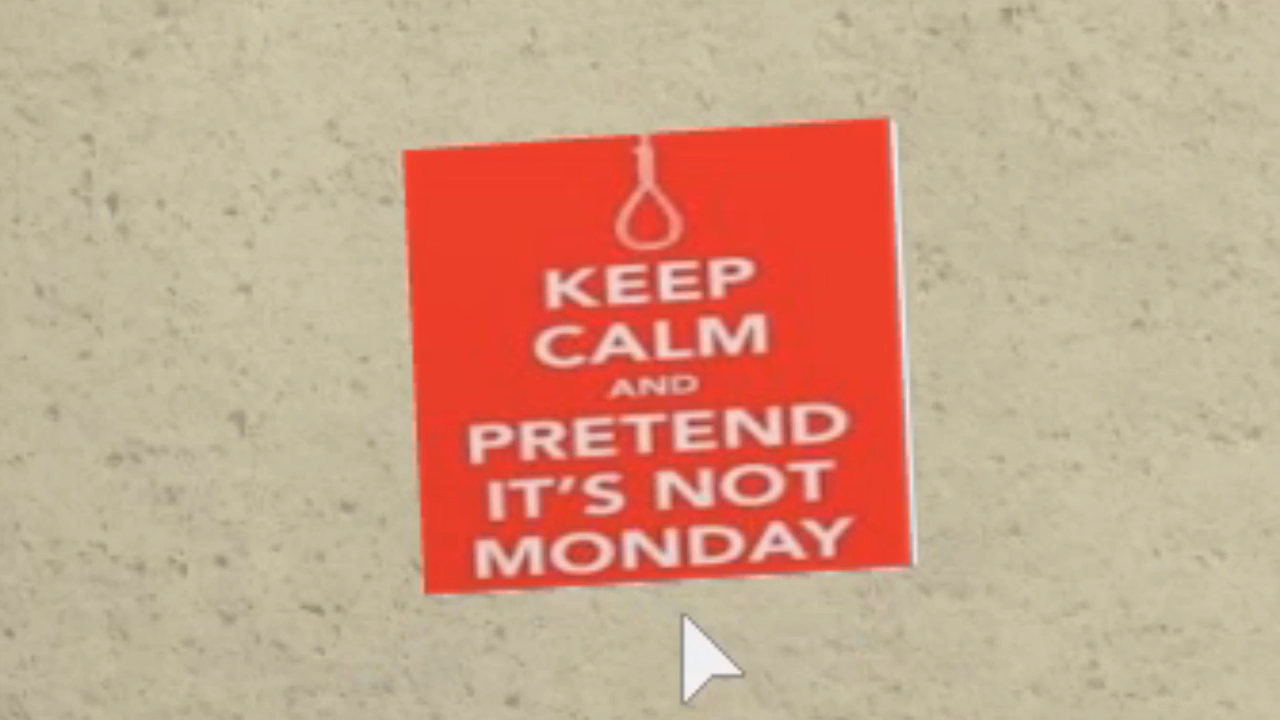 KEEP
CALM
AND
PRETEND
IT'S NOT
MONDAY